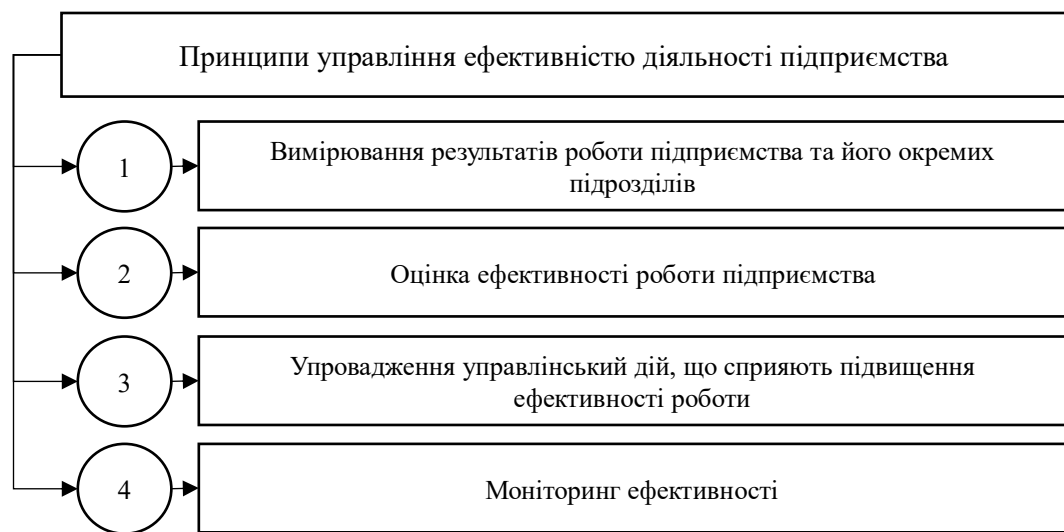 Принципи управління ефективністю діяльності підприємства
1
Вимірювання результатів роботи підприємства та його окремих
підрозділів
2
Оцінка ефективності роботи підприємства
3
Упровадження управлінський дій, що сприяють підвищення
ефективності роботи
4
Моніторинг ефективності